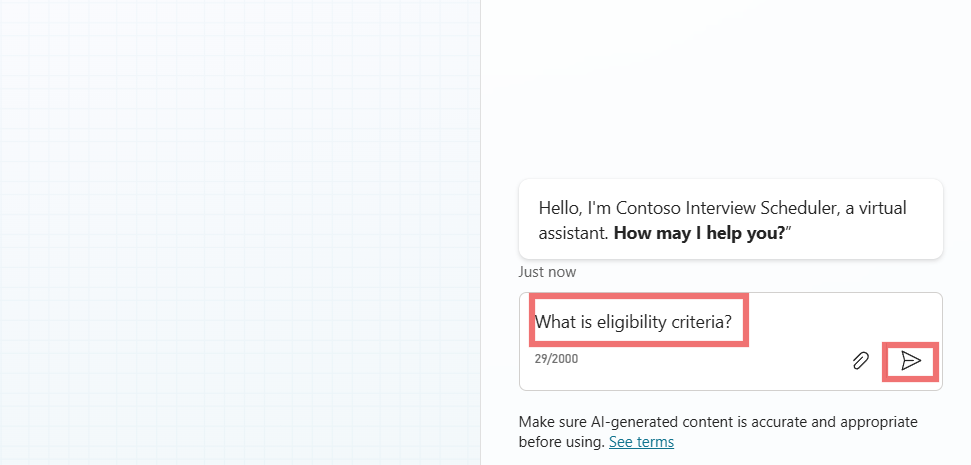 Hello, I'm Contoso Interview Scheduler, a virtual
assistant. How may I help you?”
Just now
What is eligibility criteria?
29/2000
Make sure AI-generated content is accurate and appropriate
before using. See terms